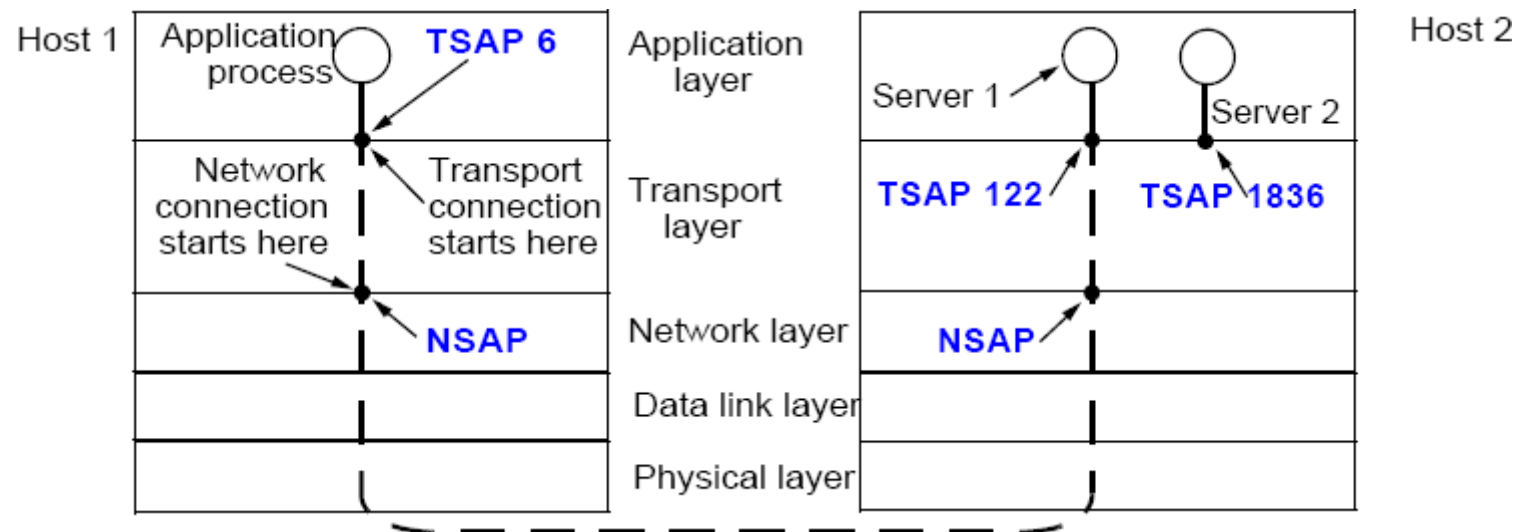 Host 1
Application
process
TSAP 6
Network
connection
starts here
Transport
connection
starts here
NSAP
Application
layer
Transport
layer
Network layer
Data link layer
Physical layer
Server 1
Server 2
TSAP 122
TSAP 1836
NSAP
Host 2